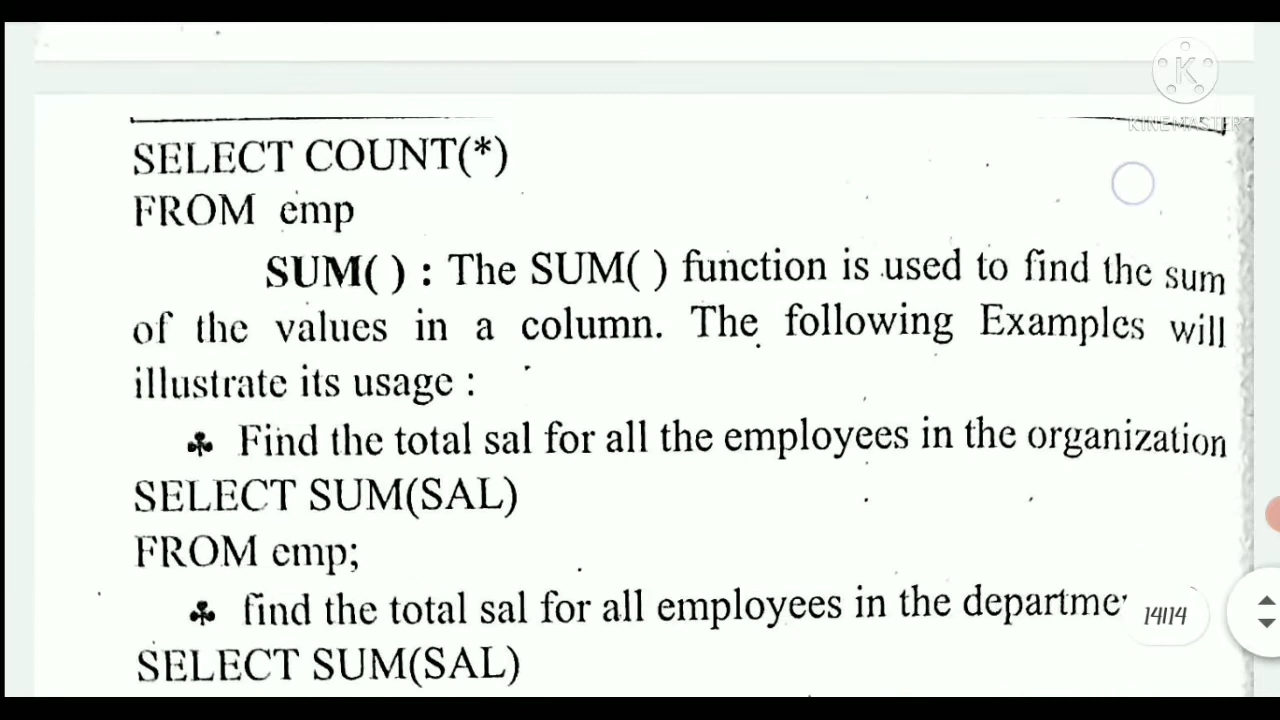 K
KINEMASTER
SELECT COUNT(*)
FROM emp
SUM( ) : The SUM( ) function is used to find the sum
of the values in a column. The following Examples will
illustrate its usage :
♣ Find the total sal for all the employees in the organization
SELECT SUM(SAL)
FROM emp;
♣ find the total sal for all employees in the departme
14114
SELECT SUM(SAL)